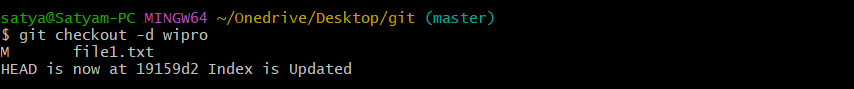 satya@Satyam-PC MINGW64 ~/Onedrive/Desktop/git (master)
$ git checkout -d wipro
M       file1.txt
HEAD is now at 19159d2 Index is Updated